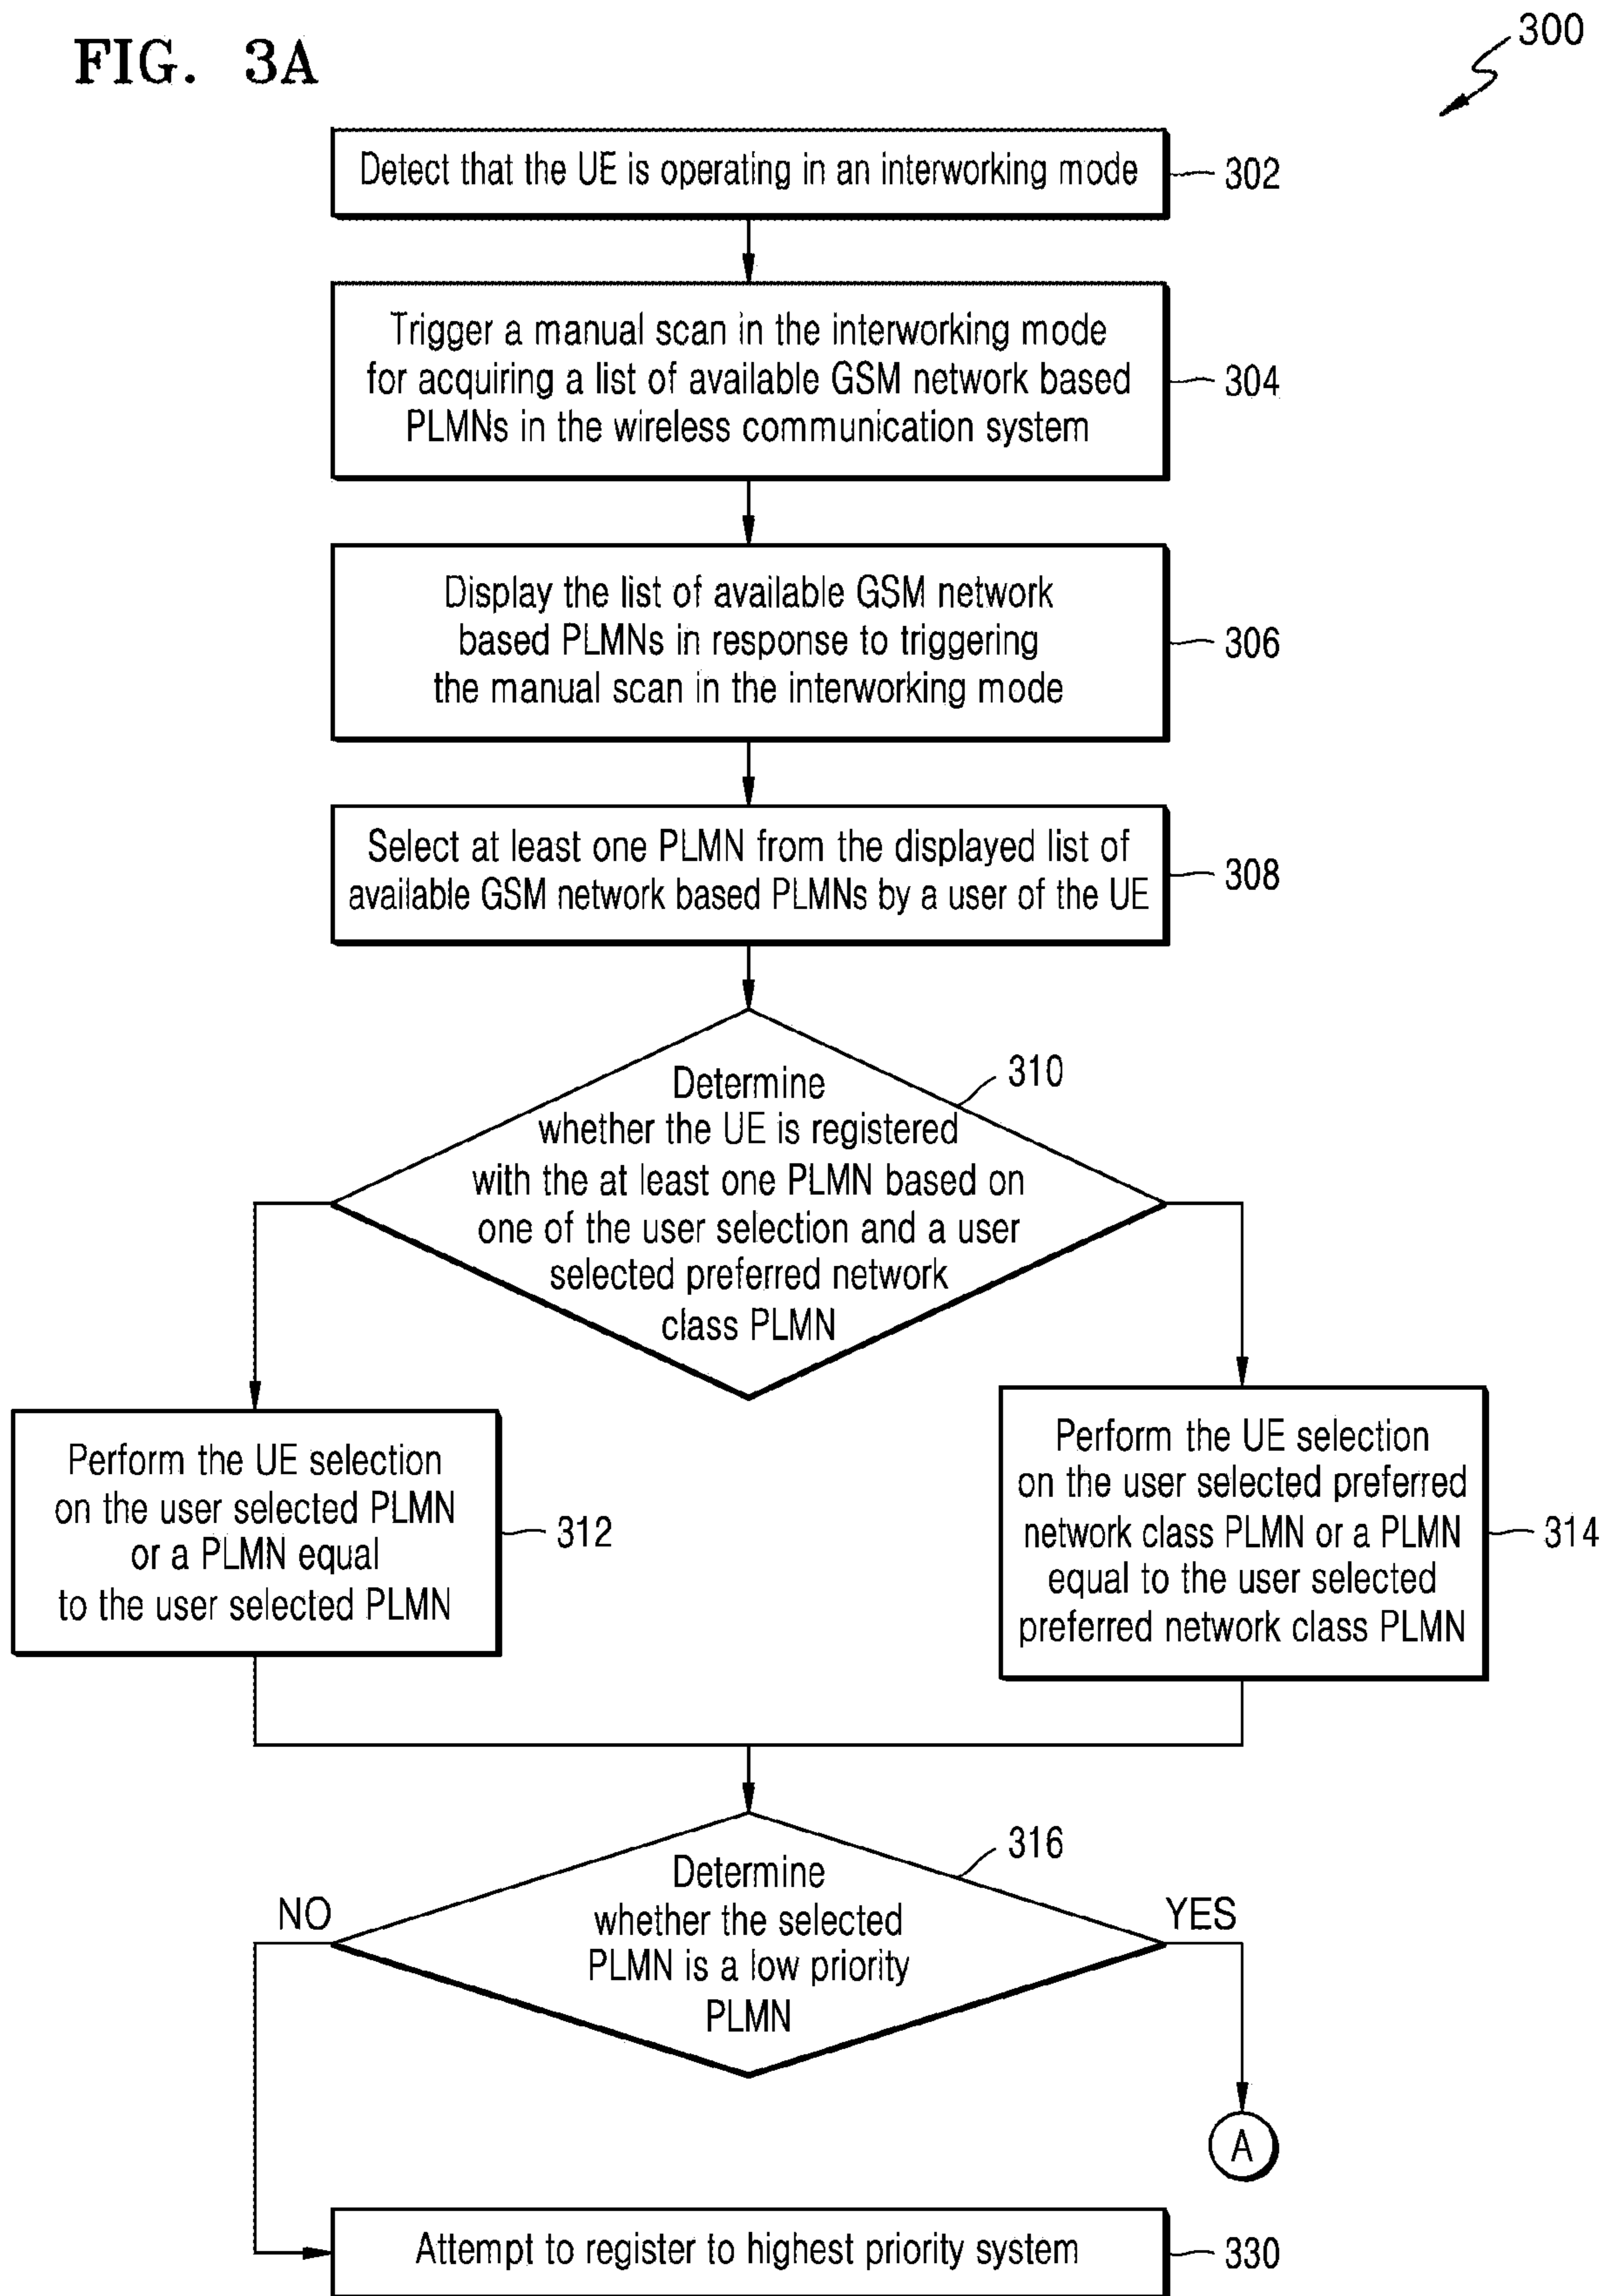 FIG. 3A
300
Detect that the UE is operating in an interworking mode
302
Trigger a manual scan in the interworking mode
for acquiring a list of available GSM network based
PLMNs in the wireless communication system
304
Display the list of available GSM network
based PLMNs in response to triggering
the manual scan in the interworking mode
306
Select at least one PLMN from the displayed list of
available GSM network based PLMNs by a user of the UE
308
Determine
whether the UE is registered
with the at least one PLMN based on
one of the user selection and a user
selected preferred network
class PLMN
310
Perform the UE selection
on the user selected PLMN
or a PLMN equal
to the user selected PLMN
312
Perform the UE selection
on the user selected preferred
network class PLMN or a PLMN
equal to the user selected
preferred network class PLMN
314
Determine
whether the selected
PLMN is a low priority
PLMN
316
NO
YES
A
Attempt to register to highest priority system
330